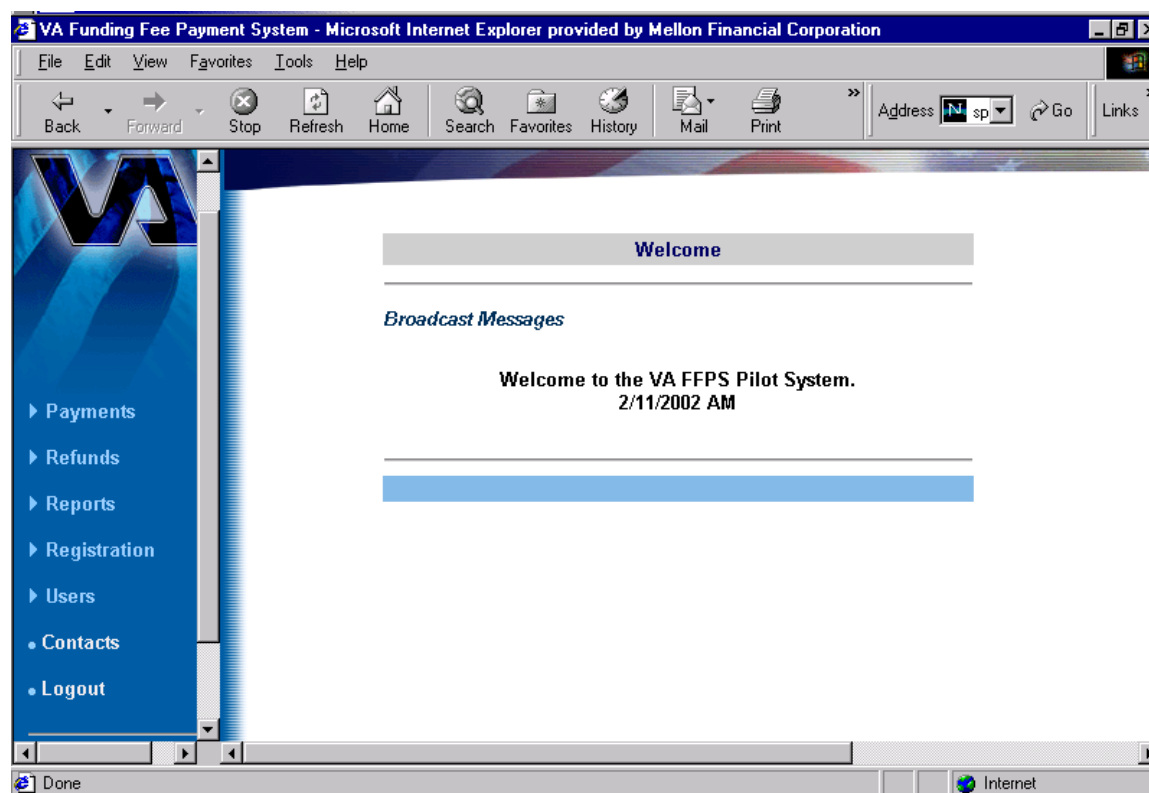 VA Funding Fee Payment System - Microsoft Internet Explorer provided by Mellon Financial Corporation
File Edit View Favorites Tools Help
Back Forward Stop Refresh Home Search Favorites History Mail Print » Address sp Go Links
VA
Welcome
Broadcast Messages
Welcome to the VA FFPS Pilot System.
2/11/2002 AM
Payments
Refunds
Reports
Registration
Users
Contacts
Logout
Done Internet